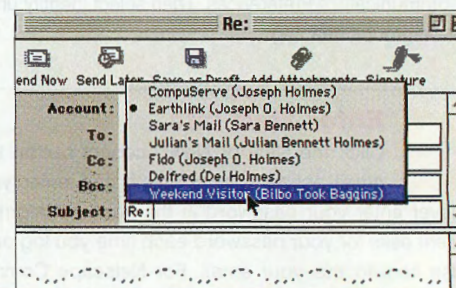 Re:
end Now Send Later Save as Draft Add Attachments Signature
Account:
CompuServe (Joseph Holmes)
• Earthlink (Joseph O. Holmes)
Sara's Mail (Sara Bennett)
Julian's Mail (Julian Bennett Holmes)
Fido (Joseph O. Holmes)
Delfred (Del Holmes)
Weekend Visitor (Bilbo Took Baggins)
To:
Cc:
Bcc:
Subject: Re: